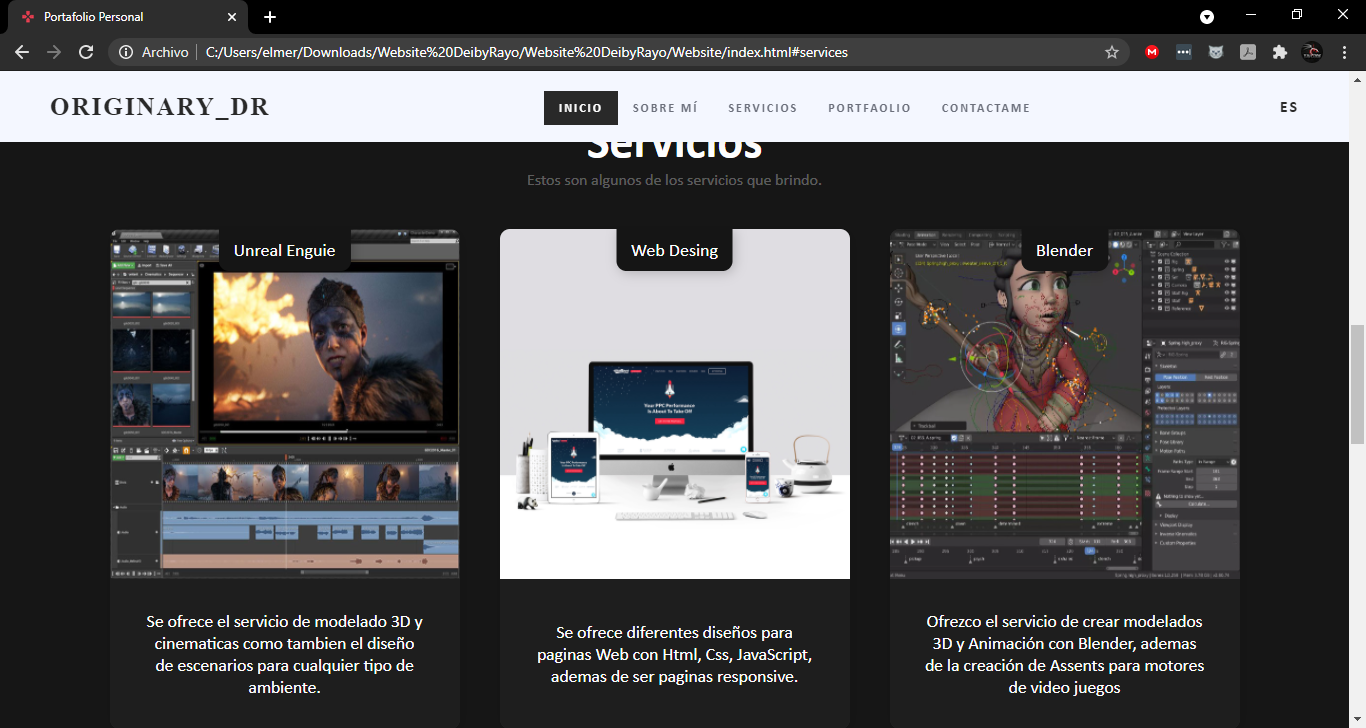 Portafolio Personal
Archivo
C:/Users/elmer/Downloads/Website%20DeibyRayo/Website%20DeibyRayo/Website/index.html#services
ORIGINARY_DR
INICIO
SOBRE MÍ
SERVICIOS
PORTFAOLIO
CONTACTAME
ES
Servicios
Estos son algunos de los servicios que brindo.
Unreal Enguie
Web Desing
Blender
Your PPC Performance
Is About To Take Off
Se ofrece el servicio de modelado 3D y
cinematicas como tambien el diseño
de escenarios para cualquier tipo de
ambiente.
Se ofrece diferentes diseños para
paginas Web con Html, Css, JavaScript,
ademas de ser paginas responsive.
Ofrezco el servicio de crear modelados
3D y Animación con Blender, ademas
de la creación de Assents para motores
de video juegos